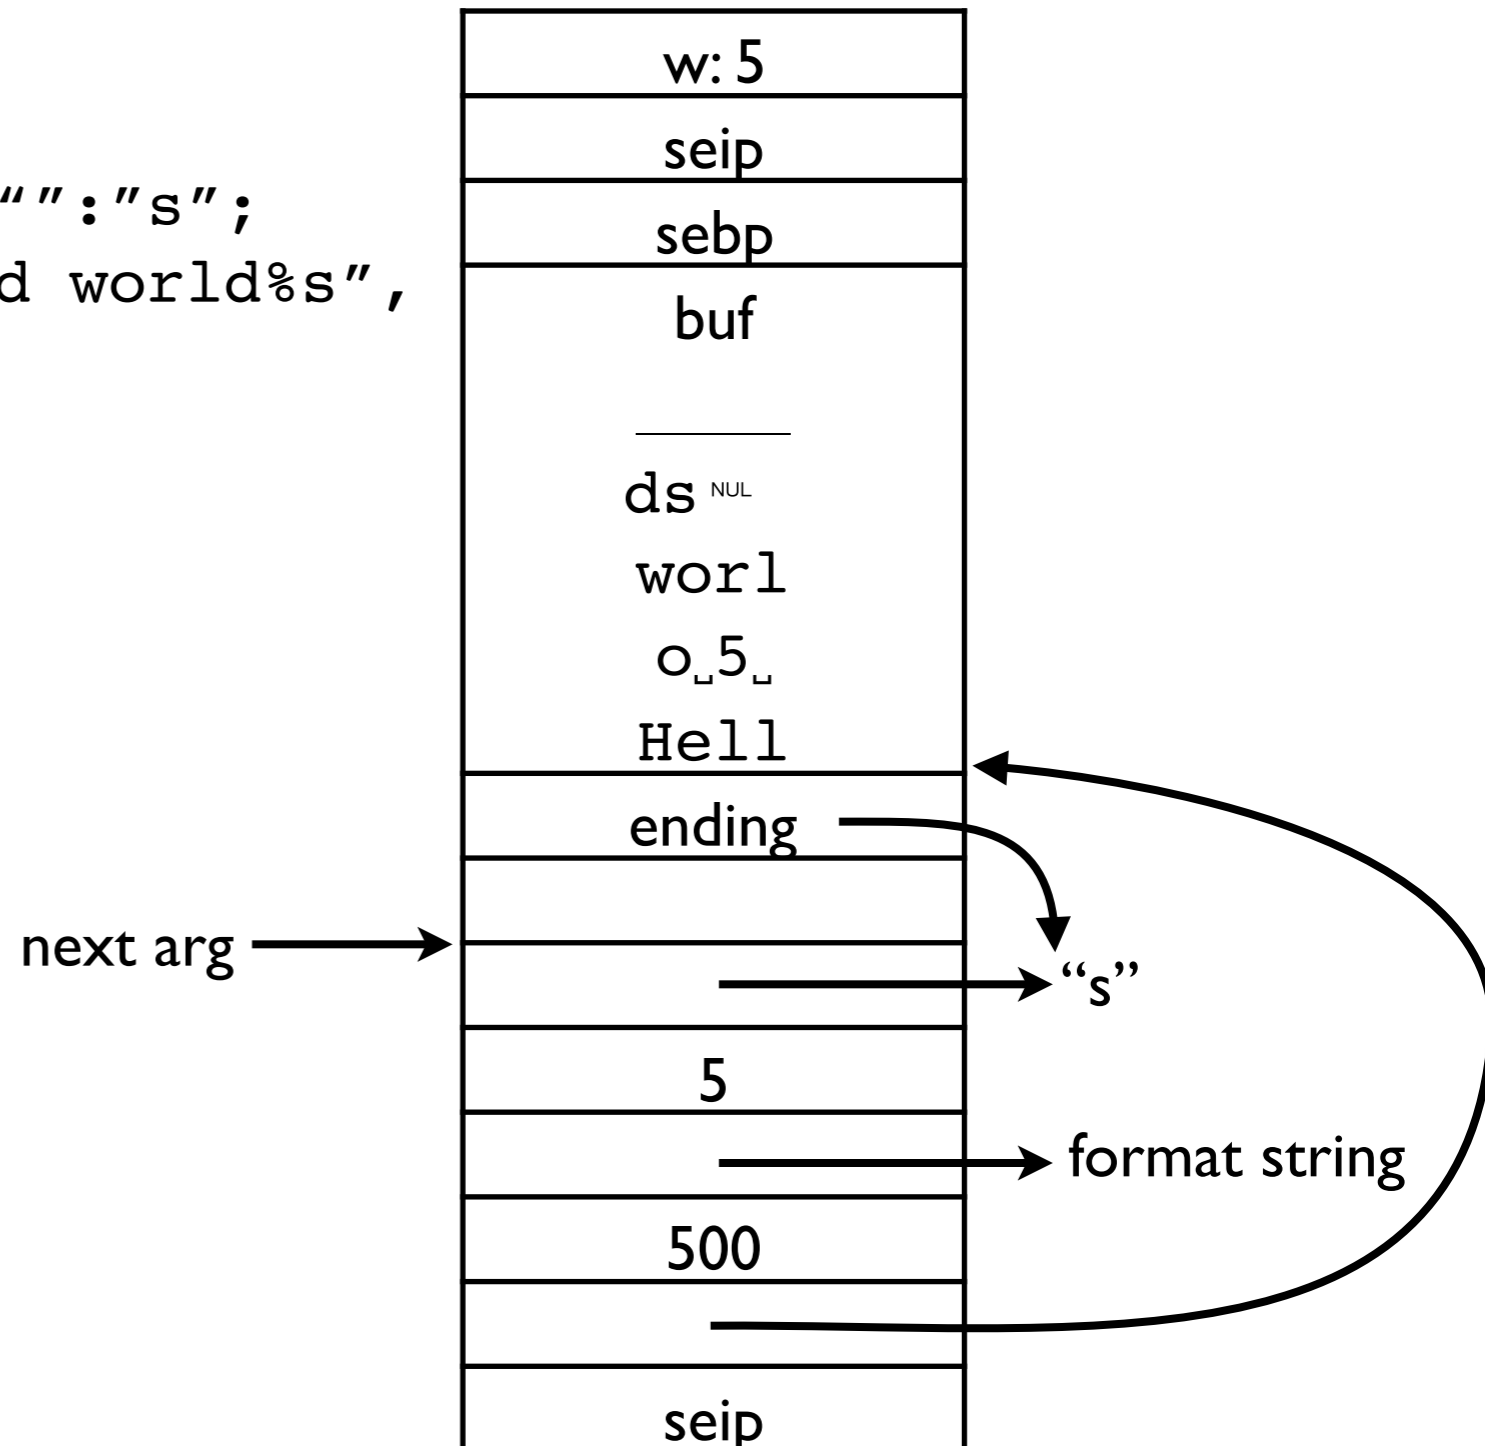 w: 5
seip
“”:”s”;
sebp
d world%s”,
buf
ds NUL
worl
o␣5␣
Hell
ending
next arg
“s”
5
format string
500
seip